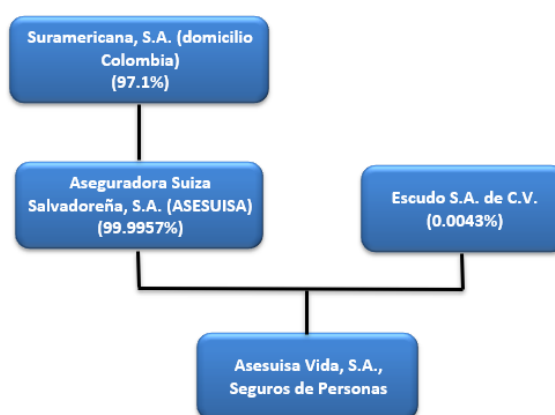 Suramericana, S.A. (domicilio
Colombia)
(97.1%)
Aseguradora Suiza
Salvadoreña, S.A. (ASESUISA)
(99.9957%)
Escudo S.A. de C.V.
(0.0043%)
Asesuisa Vida, S.A.,
Seguros de Personas